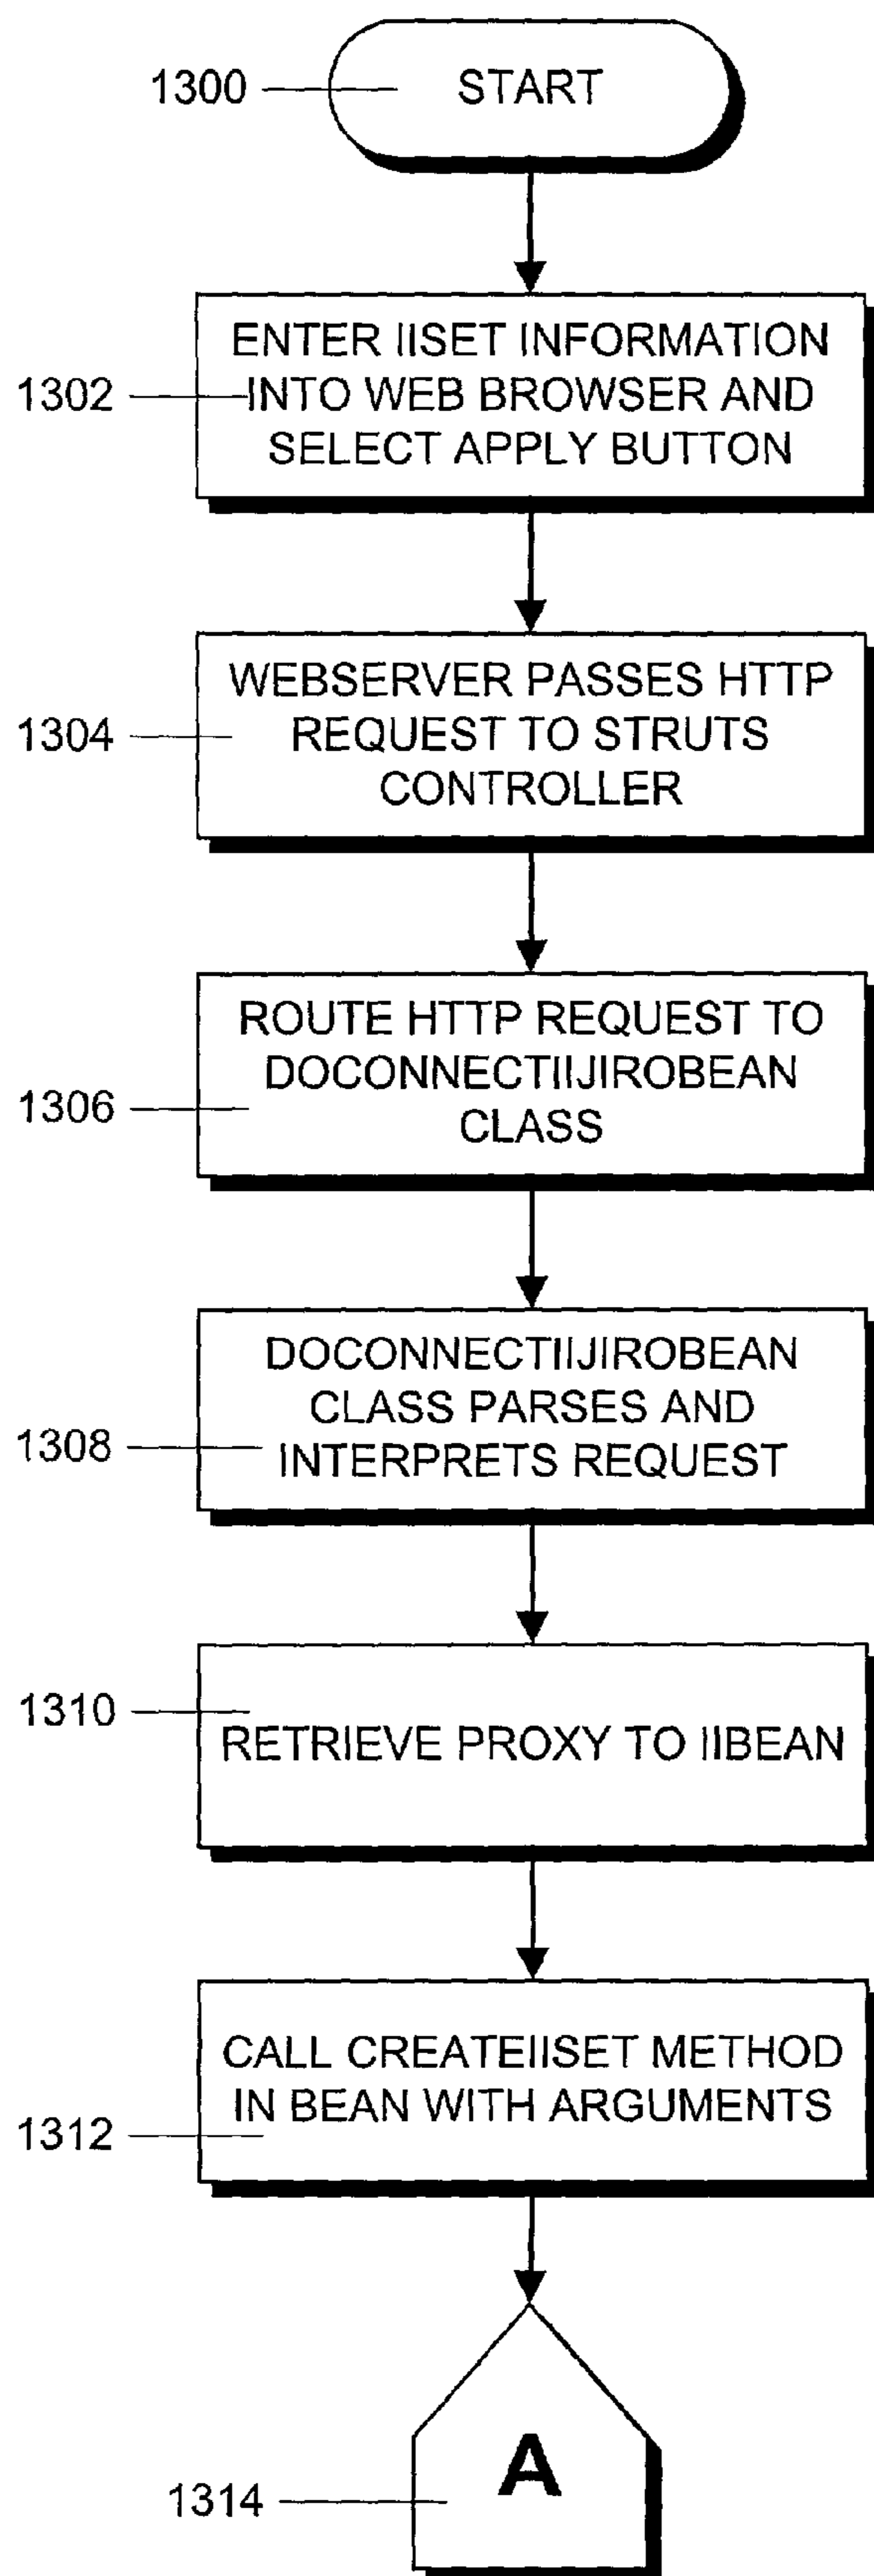 1300
START
1302
ENTER IISET INFORMATION
INTO WEB BROWSER AND
SELECT APPLY BUTTON
1304
WEBSERVER PASSES HTTP
REQUEST TO STRUTS
CONTROLLER
1306
ROUTE HTTP REQUEST TO
DOCONNECTIIJIROBEAN
CLASS
1308
DOCONNECTIIJIROBEAN
CLASS PARSES AND
INTERPRETS REQUEST
1310
RETRIEVE PROXY TO IIBEAN
1312
CALL CREATEIISET METHOD
IN BEAN WITH ARGUMENTS
1314
A